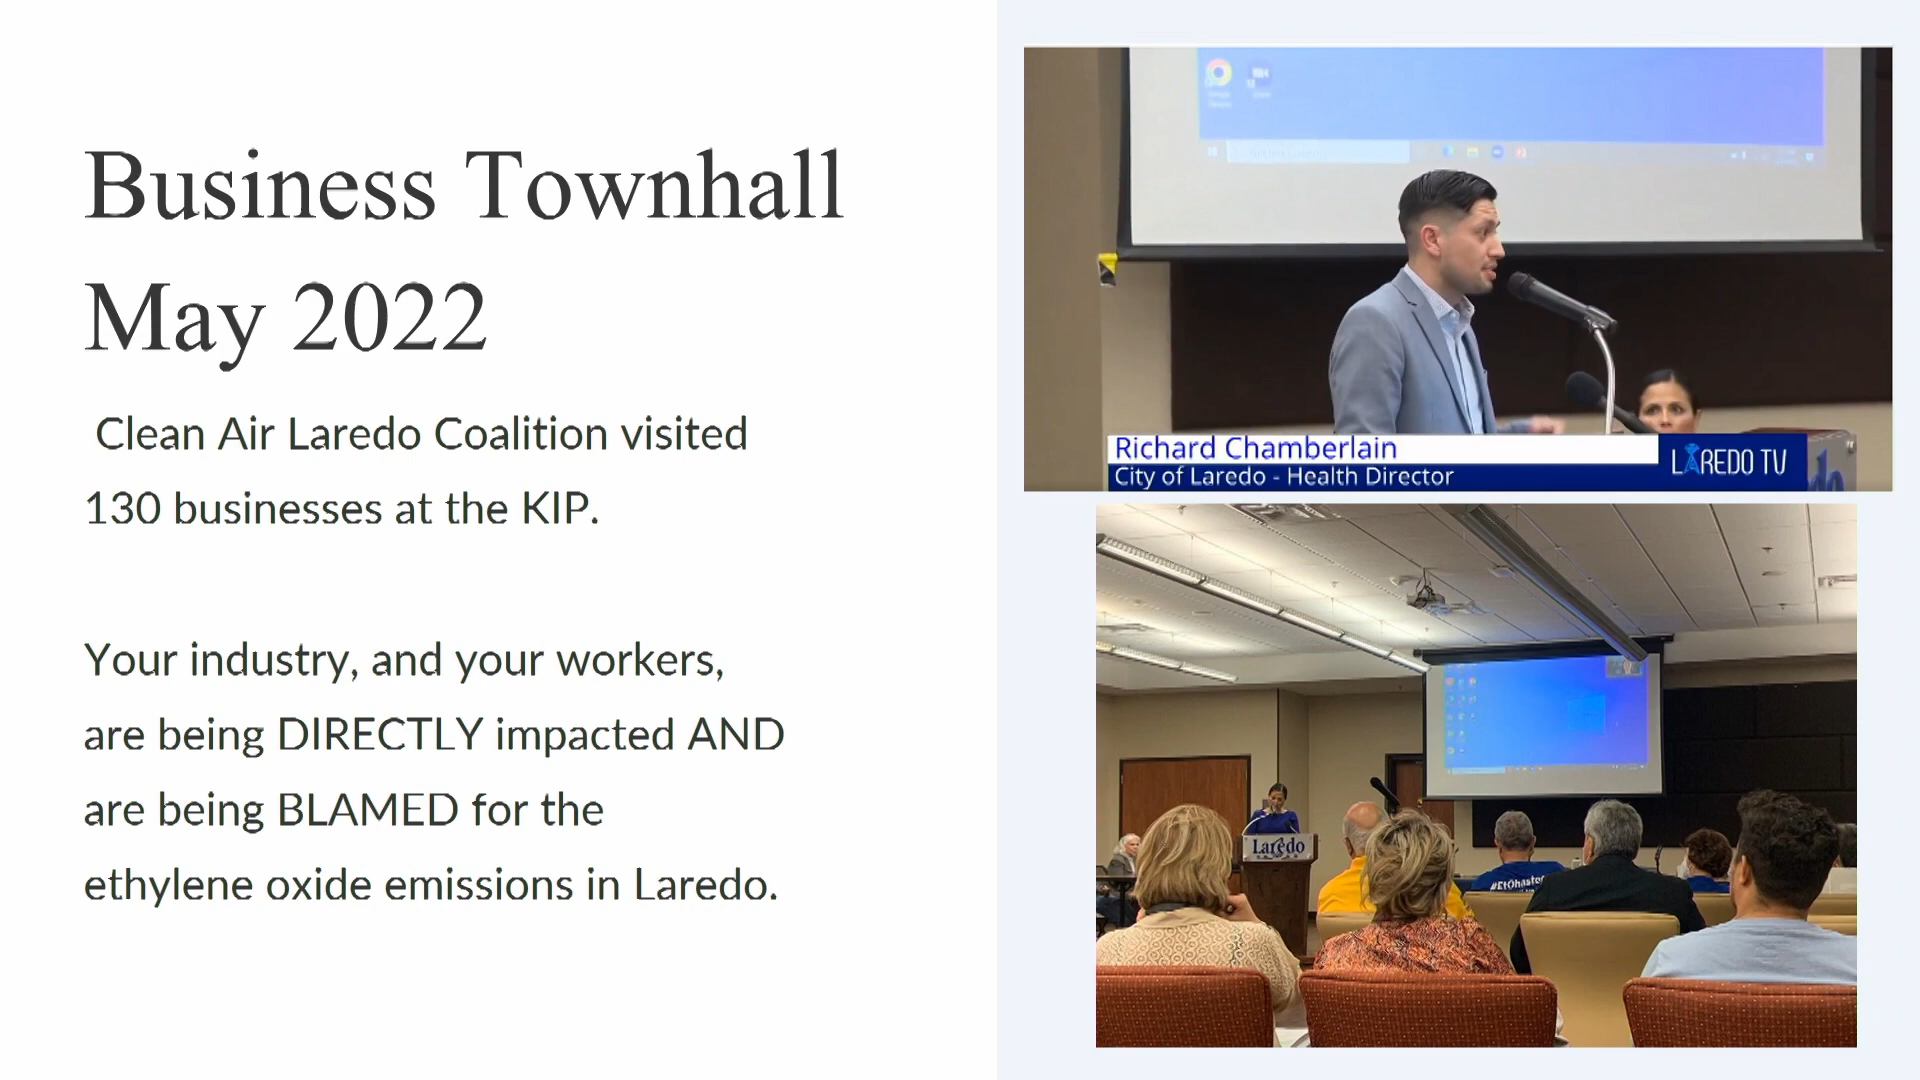 Business Townhall
May 2022
Clean Air Laredo Coalition visited
130 businesses at the KIP.
Your industry, and your workers,
are being DIRECTLY impacted AND
are being BLAMED for the
ethylene oxide emissions in Laredo.
Richard Chamberlain
City of Laredo - Health Director
LAREDO TV
Laredo